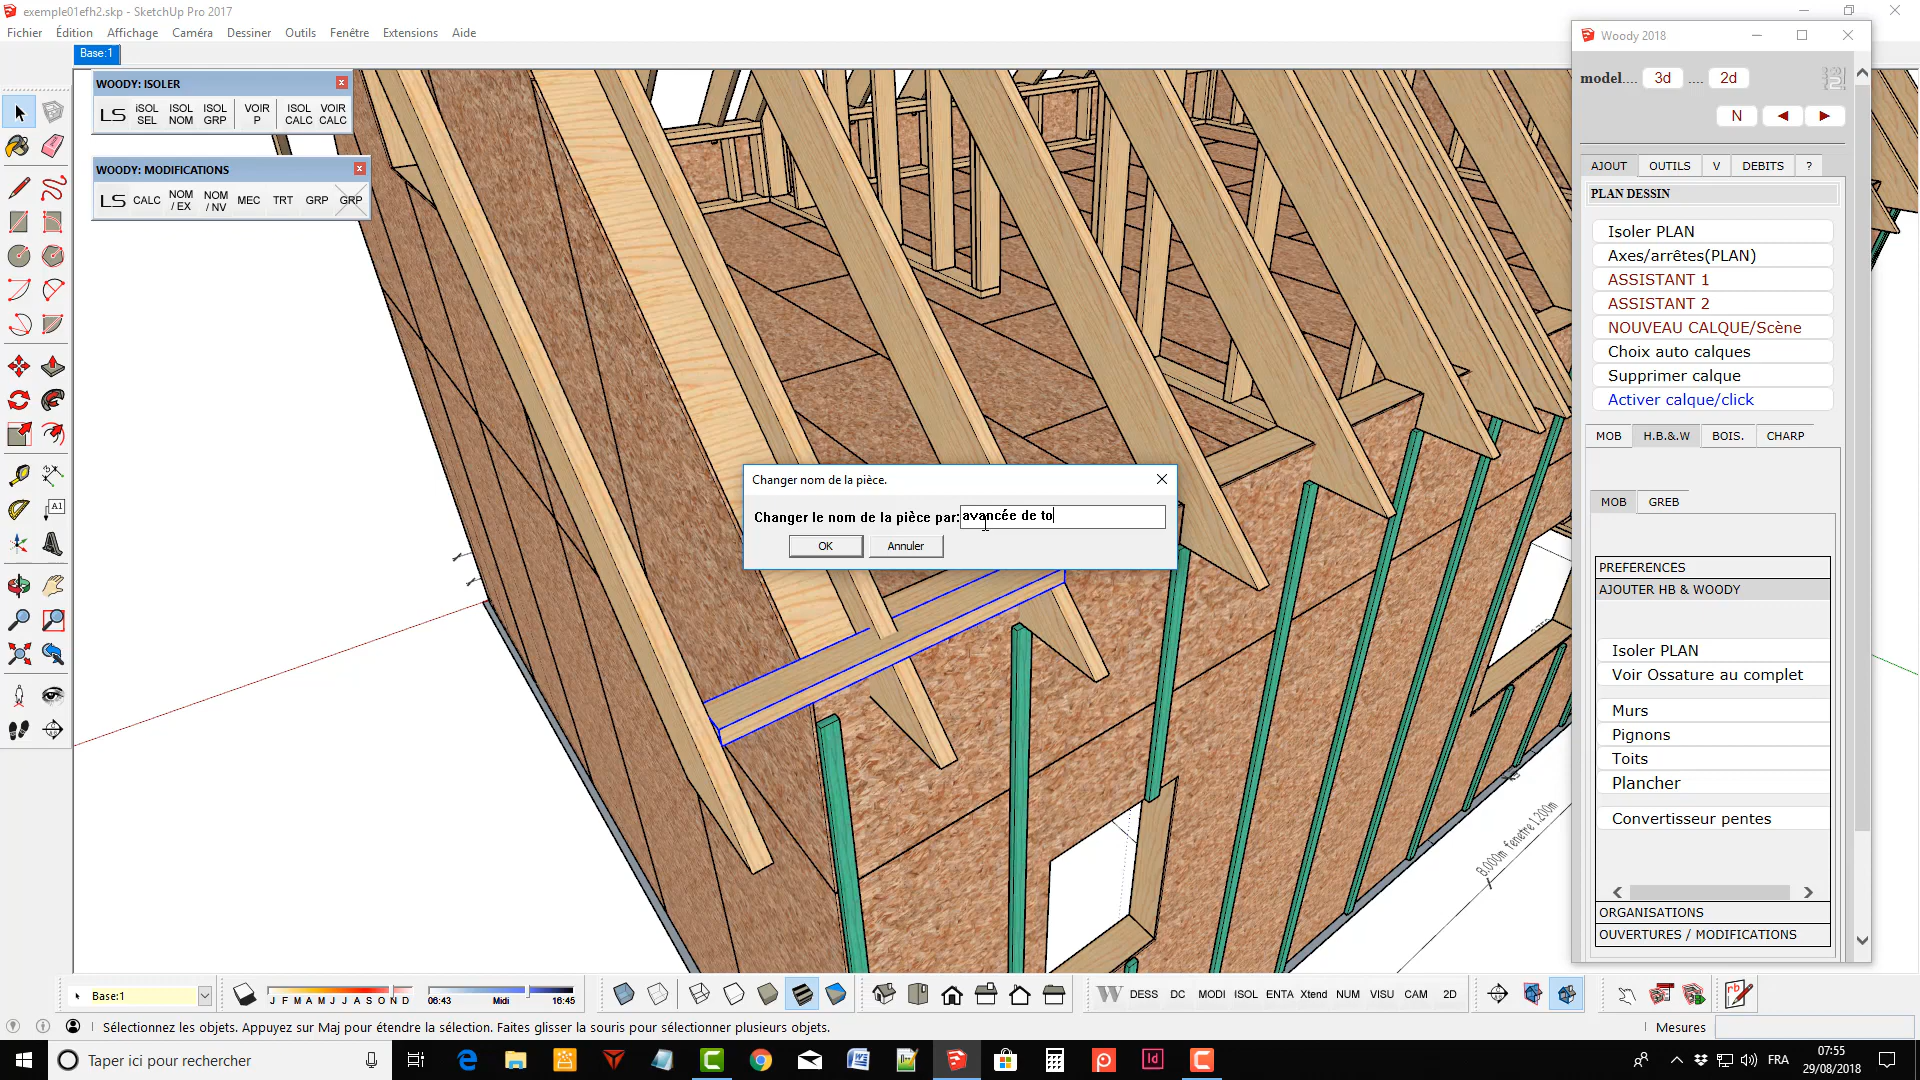 exemple01efh2.skp - SketchUp Pro 2017
Fichier Édition Affichage Caméra Dessiner Outils Fenêtre Extensions Aide
Base:1
WOODY: ISOLER
LS iSOL SEL ISOL NOM ISOL GRP VOIR P ISOL CALC VOIR CALC
WOODY: MODIFICATIONS
LS CALC NOM / EX NOM / NV MEC TRT GRP GRP
Woody 2018
model.... 3d .... 2d
N
AJOUT OUTILS V DEBITS ?
PLAN DESSIN
Isoler PLAN
Axes/arrêtes(PLAN)
ASSISTANT 1
ASSISTANT 2
NOUVEAU CALQUE/Scène
Choix auto calques
Supprimer calque
Activer calque/click
MOB H.B.&.W BOIS. CHARP
MOB GREB
PREFERENCES
AJOUTER HB & WOODY
Isoler PLAN
Voir Ossature au complet
Murs
Pignons
Toits
Plancher
Convertisseur pentes
ORGANISATIONS
OUVERTURES / MODIFICATIONS
Changer nom de la pièce.
Changer le nom de la pièce par: avancée de to
OK Annuler
8.000m fenetre 1.200m
Base:1
J F M A M J J A S O N D
06:43 Midi 16:45
DESS DC MODI ISOL ENTA Xtend NUM VISU CAM 2D
Sélectionnez les objets. Appuyez sur Maj pour étendre la sélection. Faites glisser la souris pour sélectionner plusieurs objets.
Mesures
Taper ici pour rechercher
FRA
07:55
29/08/2018